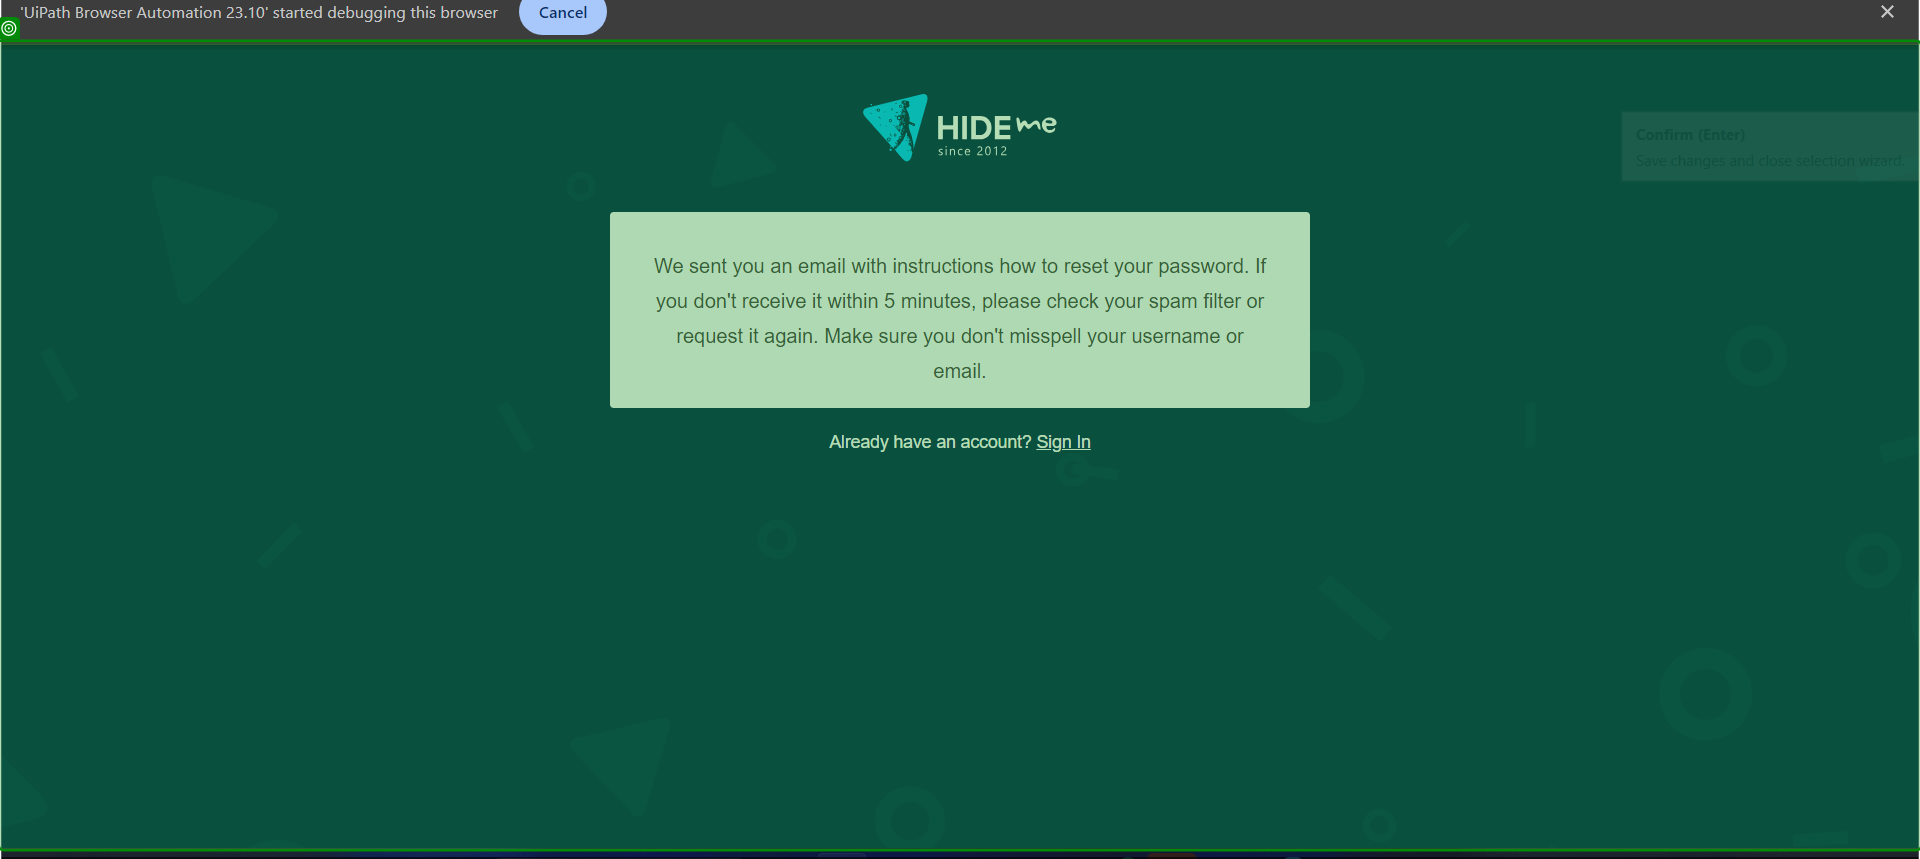 'UiPath Browser Automation 23.10' started debugging this browser
Cancel
HIDE me
since 2012
Confirm (Enter)
Save changes and close selection wizard.
We sent you an email with instructions how to reset your password. If
you don't receive it within 5 minutes, please check your spam filter or
request it again. Make sure you don't misspell your username or
email.
Already have an account? Sign In